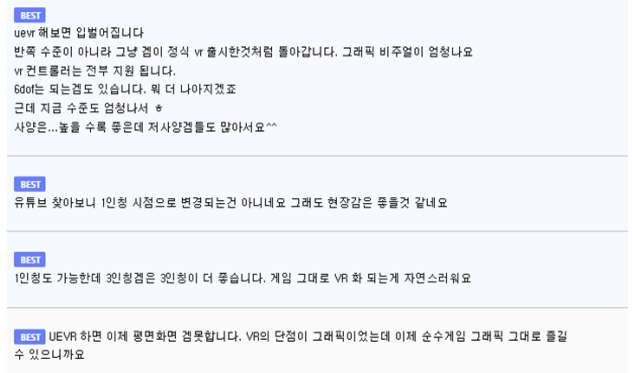 BEST
uevr 해보면 입벌어집니다
반쪽 수준이 아니라 그냥 겜이 정식 vr 출시한것처럼 돌아갑니다. 그래픽 비주얼이 엄청나요
vr 컨트롤러는 전부 지원 됩니다.
6dof는 되는겜도 있습니다. 뭐 더 나아지겠죠
근데 지금 수준도 엄청나서 ㅎ
사양은...높을 수록 좋은데 저사양겜들도 많아서요^^
BEST
유튜브 찾아보니 1인칭 시점으로 변경되는건 아니네요 그래도 현장감은 좋을것 같네요
BEST
1인칭도 가능한데 3인칭겜은 3인칭이 더 좋습니다. 게임 그대로 VR 화 되는게 자연스러워요
BEST UEVR 하면 이제 평면화면 겜못합니다. VR의 단점이 그래픽이었는데 이제 순수게임 그래픽 그대로 즐길
수 있으니까요